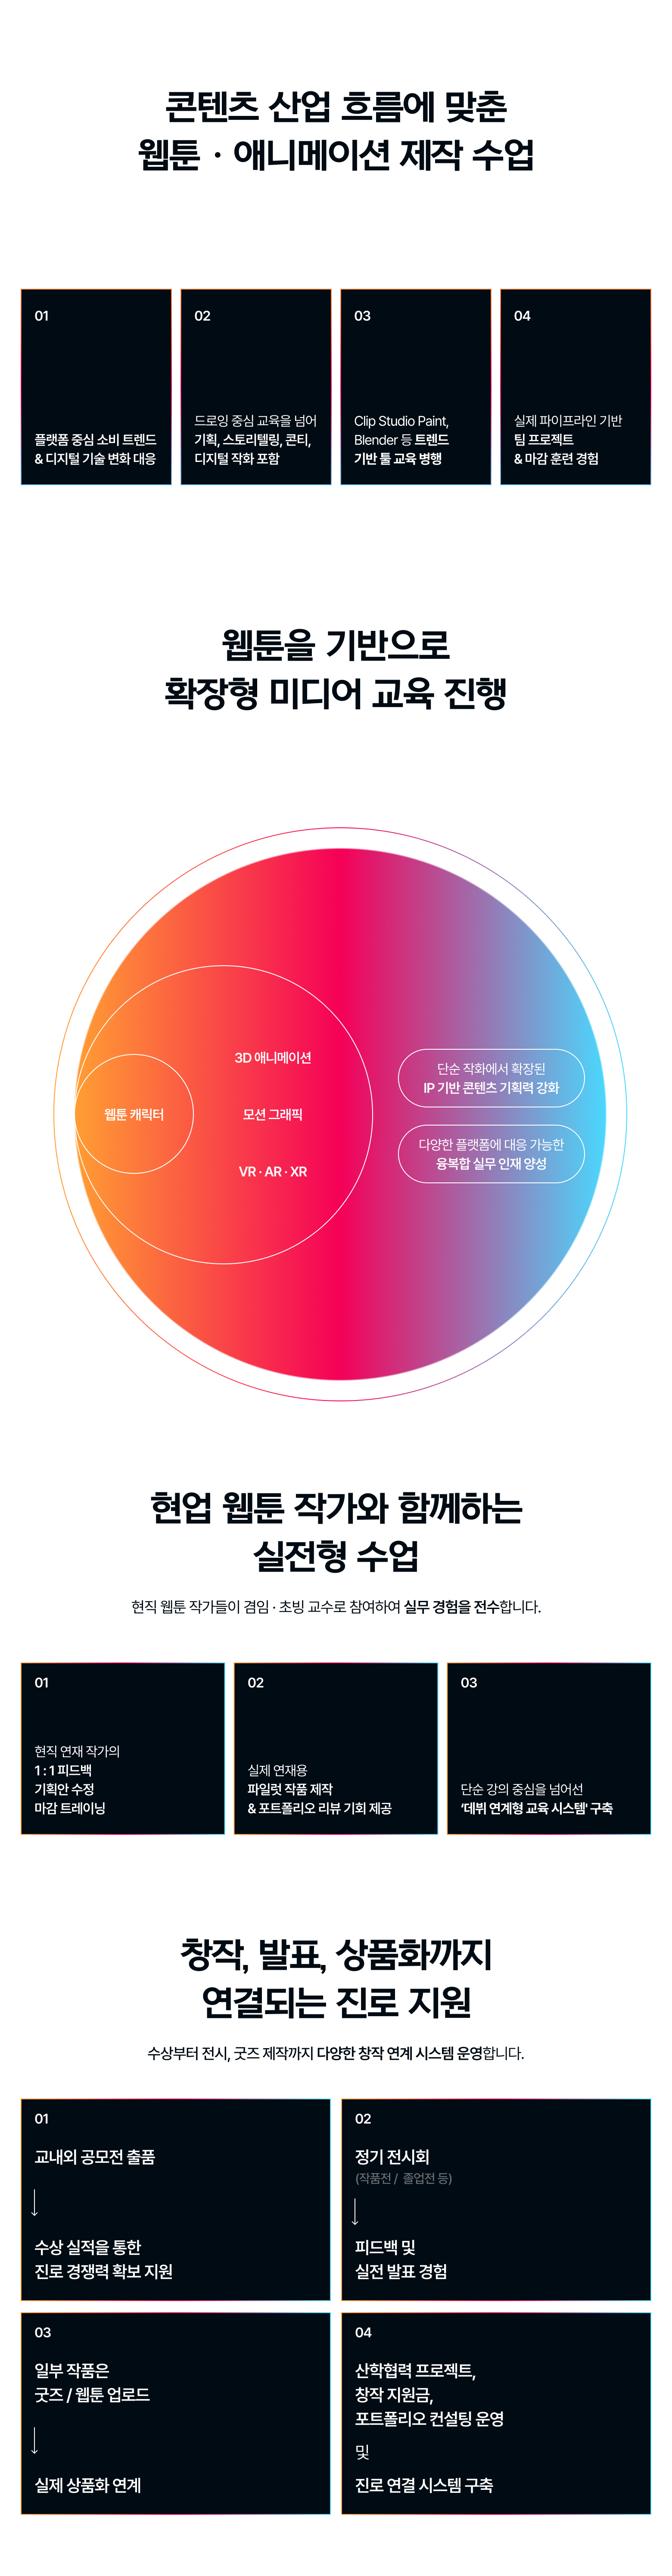 콘텐츠 산업 흐름에 맞춘
웹툰 · 애니메이션 제작 수업
01
플랫폼 중심 소비 트렌드
& 디지털 기술 변화 대응
02
드로잉 중심 교육을 넘어
기획, 스토리텔링, 콘티,
디지털 작화 포함
03
Clip Studio Paint,
Blender 등 트렌드
기반 툴 교육 병행
04
실제 파이프라인 기반
팀 프로젝트
& 마감 훈련 경험
웹툰을 기반으로
확장형 미디어 교육 진행
웹툰 캐릭터
3D 애니메이션
모션 그래픽
VR · AR · XR
단순 작화에서 확장된
IP 기반 콘텐츠 기획력 강화
다양한 플랫폼에 대응 가능한
융복합 실무 인재 양성
현업 웹툰 작가와 함께하는
실전형 수업
현직 웹툰 작가들이 겸임 · 초빙 교수로 참여하여 실무 경험을 전수합니다.
01
현직 연재 작가의
1 : 1 피드백
기획안 수정
마감 트레이닝
02
실제 연재용
파일럿 작품 제작
& 포트폴리오 리뷰 기회 제공
03
단순 강의 중심을 넘어선
‘데뷔 연계형 교육 시스템’ 구축
창작, 발표, 상품화까지
연결되는 진로 지원
수상부터 전시, 굿즈 제작까지 다양한 창작 연계 시스템 운영합니다.
01
교내외 공모전 출품
↓
수상 실적을 통한
진로 경쟁력 확보 지원
02
정기 전시회
(작품전 / 졸업전 등)
↓
피드백 및
실전 발표 경험
03
일부 작품은
굿즈 / 웹툰 업로드
↓
실제 상품화 연계
04
산학협력 프로젝트,
창작 지원금,
포트폴리오 컨설팅 운영
및
진로 연결 시스템 구축